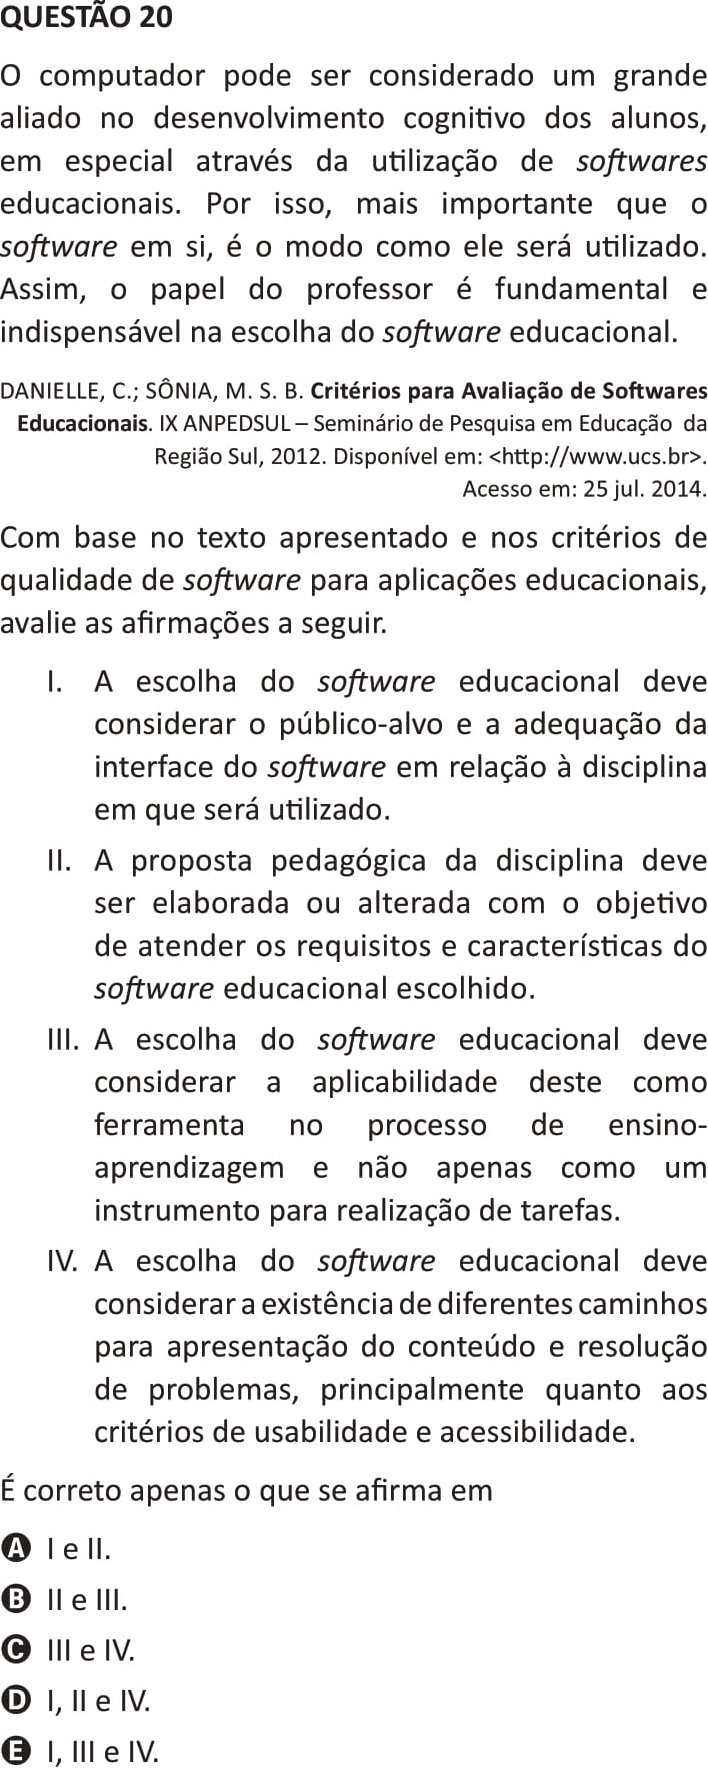 QUESTÃO 20
O computador pode ser considerado um grande
aliado no desenvolvimento cognitivo dos alunos,
em especial através da utilização de softwares
educacionais. Por isso, mais importante que o
software em si, é o modo como ele será utilizado.
Assim, o papel do professor é fundamental e
indispensável na escolha do software educacional.
DANIELLE, C.; SÔNIA, M. S. B. Critérios para Avaliação de Softwares
Educacionais. IX ANPEDSUL – Seminário de Pesquisa em Educação da
Região Sul, 2012. Disponível em: <http://www.ucs.br>.
Acesso em: 25 jul. 2014.
Com base no texto apresentado e nos critérios de
qualidade de software para aplicações educacionais,
avalie as afirmações a seguir.
I. A escolha do software educacional deve
considerar o público-alvo e a adequação da
interface do software em relação à disciplina
em que será utilizado.
II. A proposta pedagógica da disciplina deve
ser elaborada ou alterada com o objetivo
de atender os requisitos e características do
software educacional escolhido.
III. A escolha do software educacional deve
considerar a aplicabilidade deste como
ferramenta no processo de ensino-
aprendizagem e não apenas como um
instrumento para realização de tarefas.
IV. A escolha do software educacional deve
considerar a existência de diferentes caminhos
para apresentação do conteúdo e resolução
de problemas, principalmente quanto aos
critérios de usabilidade e acessibilidade.
É correto apenas o que se afirma em
A I e II.
B II e III.
C III e IV.
D I, II e IV.
E I, III e IV.